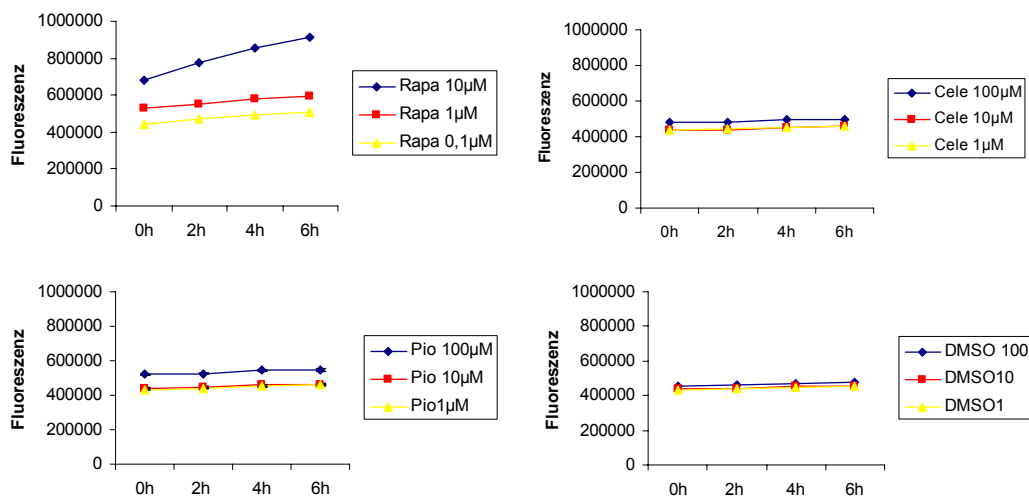 1000000
800000
600000
400000
200000
0
Fluoreszenz
0h 2h 4h 6h
Rapa 10µM
Rapa 1µM
Rapa 0,1µM
1000000
800000
600000
400000
200000
0
Fluoreszenz
0h 2h 4h 6h
Cele 100µM
Cele 10µM
Cele 1µM
1000000
800000
600000
400000
200000
0
Fluoreszenz
0h 2h 4h 6h
Pio 100µM
Pio 10µM
Pio1µM
1000000
800000
600000
400000
200000
0
Fluoreszenz
0h 2h 4h 6h
DMSO 100
DMSO10
DMSO1